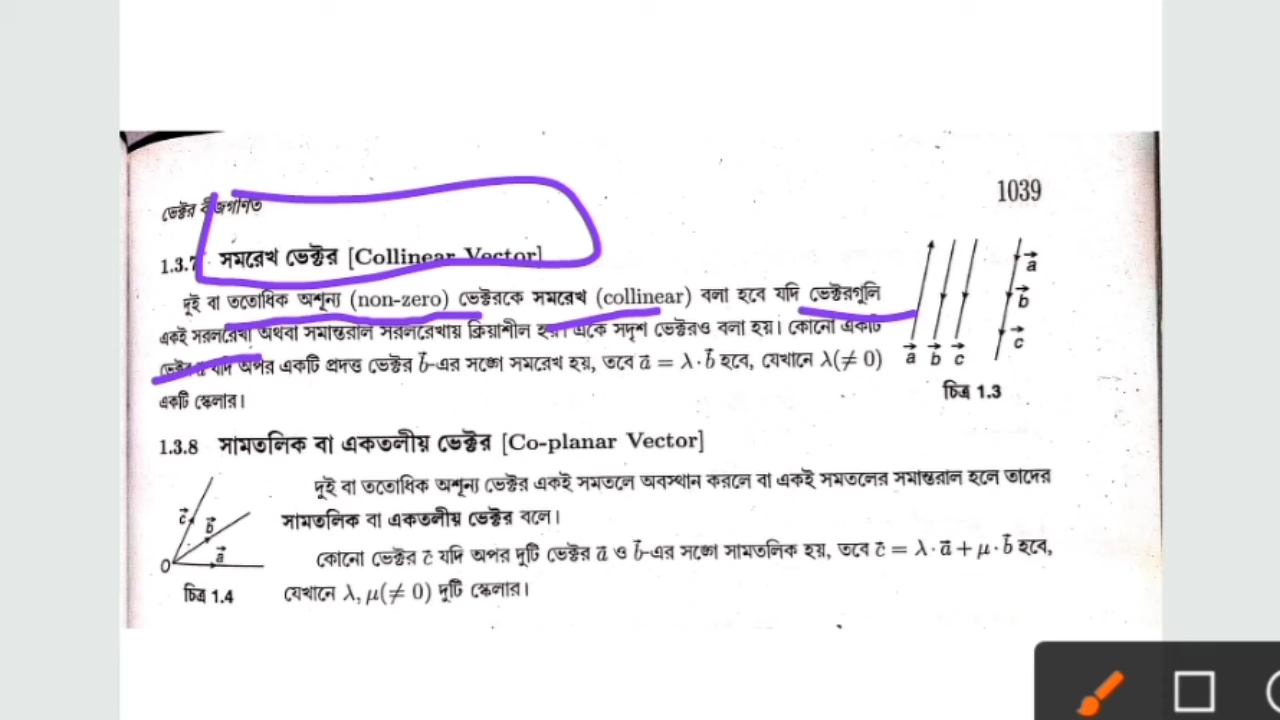 ভেক্টর বীজগণিত
1039
1.3.7 সমরেখ ভেক্টর [Collinear Vector]
দুই বা ততোধিক অশূন্য (non-zero) ভেক্টরকে সমরেখ (collinear) বলা হবে যদি ভেক্টরগুলি
একই সরলরেখা অথবা সমান্তরাল সরলরেখায় ক্রিয়াশীল হয়। একে সদৃশ ভেক্টরও বলা হয়। কোনো একটি
ভেক্টর a⃗ যদি অপর একটি প্রদত্ত ভেক্টর b⃗-এর সঙ্গে সমরেখ হয়, তবে a⃗ = λ·b⃗ হবে, যেখানে λ(≠ 0)
একটি স্কেলার।
a⃗ b⃗ c⃗
a⃗
b⃗
c⃗
চিত্র 1.3
1.3.8 সামতলিক বা একতলীয় ভেক্টর [Co-planar Vector]
দুই বা ততোধিক অশূন্য ভেক্টর একই সমতলে অবস্থান করলে বা একই সমতলের সমান্তরাল হলে তাদের
সামতলিক বা একতলীয় ভেক্টর বলে।
কোনো ভেক্টর c⃗ যদি অপর দুটি ভেক্টর a⃗ ও b⃗-এর সঙ্গে সামতলিক হয়, তবে c⃗ = λ·a⃗ + μ·b⃗ হবে,
যেখানে λ, μ(≠ 0) দুটি স্কেলার।
c⃗ b⃗
a⃗
O
চিত্র 1.4